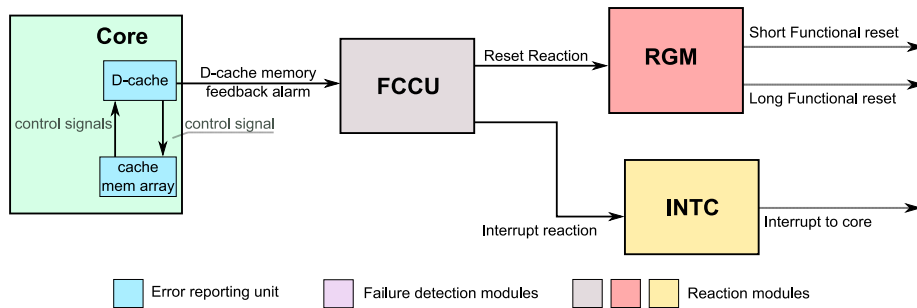 Core
D-cache
control signals
control signal
cache
mem array
D-cache memory
feedback alarm
FCCU
Reset Reaction
Interrupt reaction
RGM
Short Functional reset
Long Functional reset
INTC
Interrupt to core
Error reporting unit
Failure detection modules
Reaction modules